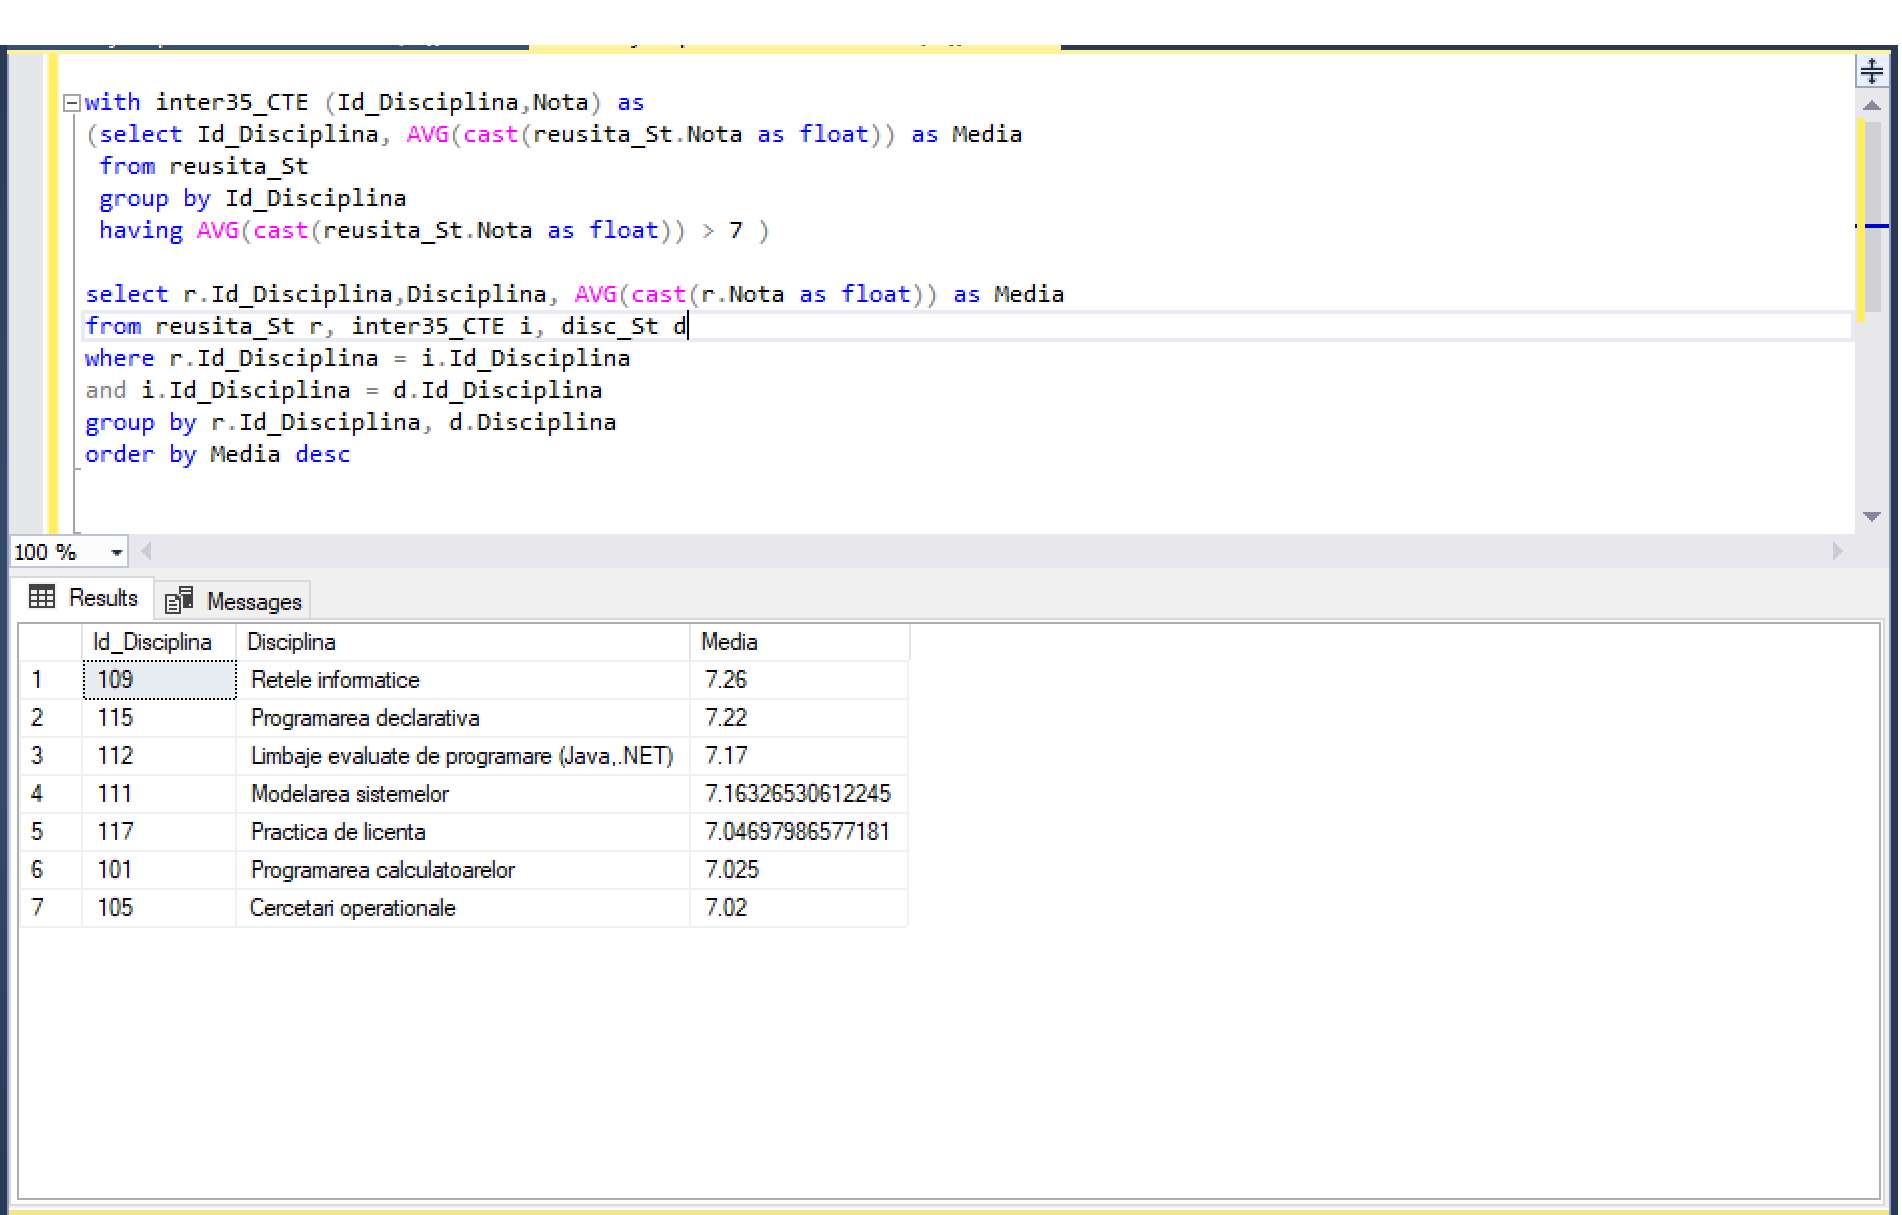 with inter35_CTE (Id_Disciplina,Nota) as
(select Id_Disciplina, AVG(cast(reusita_St.Nota as float)) as Media
from reusita_St
group by Id_Disciplina
having AVG(cast(reusita_St.Nota as float)) > 7 )
select r.Id_Disciplina,Disciplina, AVG(cast(r.Nota as float)) as Media
from reusita_St r, inter35_CTE i, disc_St d
where r.Id_Disciplina = i.Id_Disciplina
and i.Id_Disciplina = d.Id_Disciplina
group by r.Id_Disciplina, d.Disciplina
order by Media desc
100 %
Results Messages
Id_Disciplina Disciplina Media
1 109 Retele informatice 7.26
2 115 Programarea declarativa 7.22
3 112 Limbaje evaluate de programare (Java,.NET) 7.17
4 111 Modelarea sistemelor 7.16326530612245
5 117 Practica de licenta 7.04697986577181
6 101 Programarea calculatoarelor 7.025
7 105 Cercetari operationale 7.02